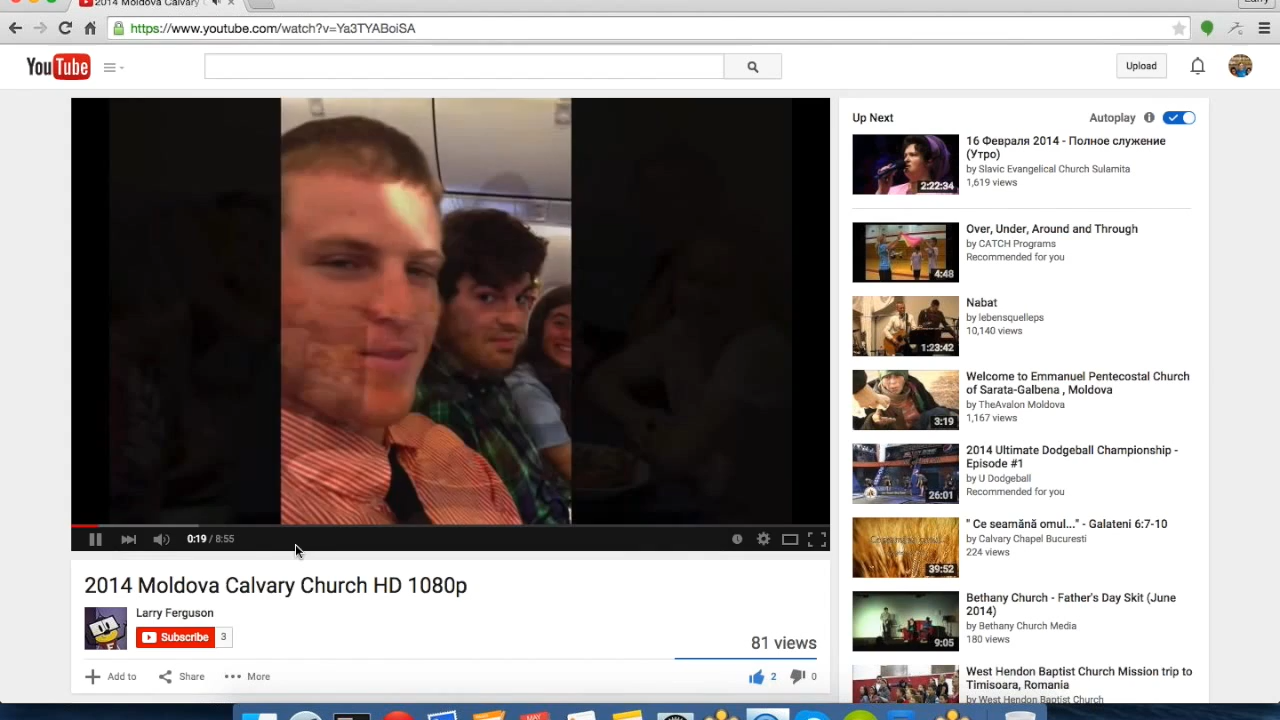 2014 Moldova Calvary
Larry
https://www.youtube.com/watch?v=Ya3TYABoiSA
YouTube
Upload
Up Next
Autoplay
2:22:34
16 Февраля 2014 - Полное служение
(Утро)
by Slavic Evangelical Church Sulamita
1,619 views
4:48
Over, Under, Around and Through
by CATCH Programs
Recommended for you
1:23:42
Nabat
by lebensquelleps
10,140 views
3:19
Welcome to Emmanuel Pentecostal Church
of Sarata-Galbena , Moldova
by TheAvalon Moldova
1,167 views
26:01
2014 Ultimate Dodgeball Championship -
Episode #1
by U Dodgeball
Recommended for you
39:52
" Ce seamănă omul..." - Galateni 6:7-10
by Calvary Chapel Bucuresti
224 views
9:05
Bethany Church - Father's Day Skit (June
2014)
by Bethany Church Media
180 views
West Hendon Baptist Church Mission trip to
Timisoara, Romania
by West Hendon Baptist Church
0:19 / 8:55
2014 Moldova Calvary Church HD 1080p
Larry Ferguson
Subscribe 3
81 views
Add to Share More
2 0